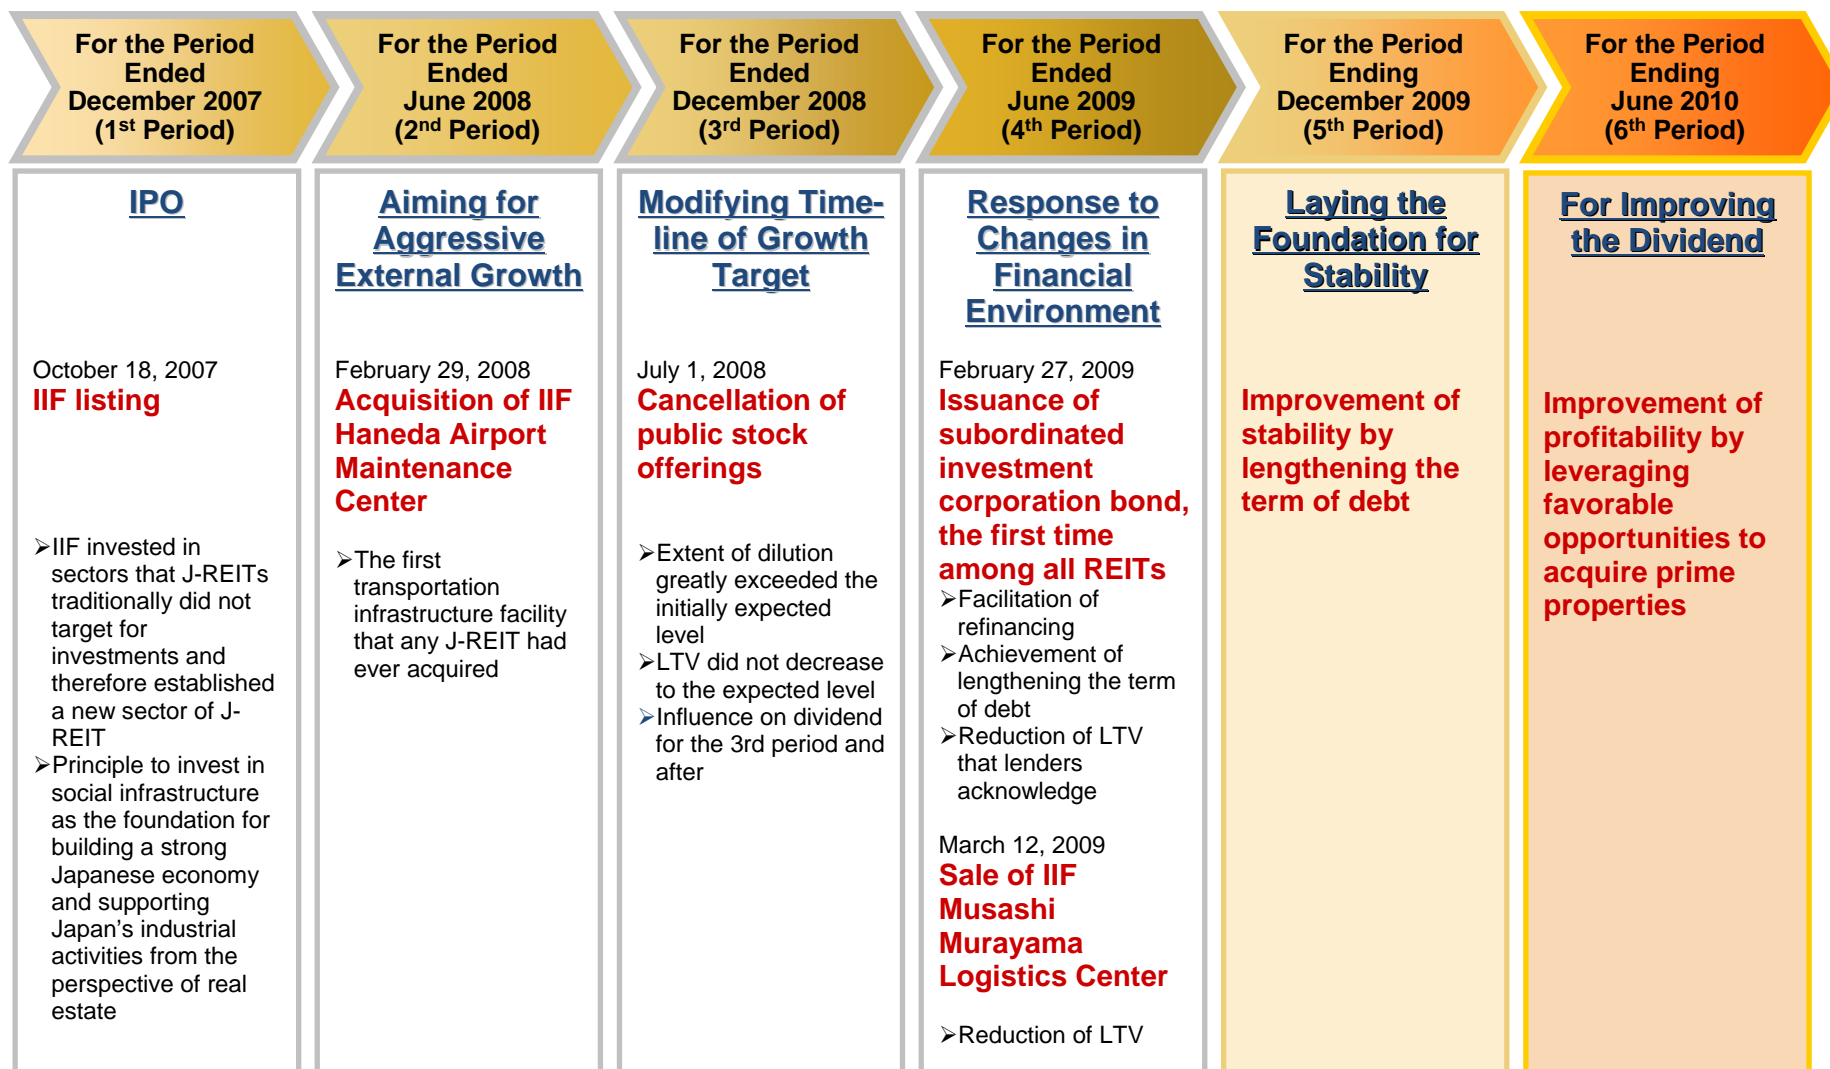 For the Period
Ended
December 2007
(1st Period)
For the Period
Ended
June 2008
(2nd Period)
For the Period
Ended
December 2008
(3rd Period)
For the Period
Ended
June 2009
(4th Period)
For the Period
Ending
December 2009
(5th Period)
For the Period
Ending
June 2010
(6th Period)
IPO
October 18, 2007
IIF listing
➢IIF invested in
sectors that J-REITs
traditionally did not
target for
investments and
therefore established
a new sector of J-
REIT
➢Principle to invest in
social infrastructure
as the foundation for
building a strong
Japanese economy
and supporting
Japan's industrial
activities from the
perspective of real
estate
Aiming for
Aggressive
External Growth
February 29, 2008
Acquisition of IIF
Haneda Airport
Maintenance
Center
➢The first
transportation
infrastructure facility
that any J-REIT had
ever acquired
Modifying Time-
line of Growth
Target
July 1, 2008
Cancellation of
public stock
offerings
➢Extent of dilution
greatly exceeded the
initially expected
level
➢LTV did not decrease
to the expected level
➢Influence on dividend
for the 3rd period and
after
Response to
Changes in
Financial
Environment
February 27, 2009
Issuance of
subordinated
investment
corporation bond,
the first time
among all REITs
➢Facilitation of
refinancing
➢Achievement of
lengthening the term
of debt
➢Reduction of LTV
that lenders
acknowledge
March 12, 2009
Sale of IIF
Musashi
Murayama
Logistics Center
➢Reduction of LTV
Laying the
Foundation for
Stability
Improvement of
stability by
lengthening the
term of debt
For Improving
the Dividend
Improvement of
profitability by
leveraging
favorable
opportunities to
acquire prime
properties